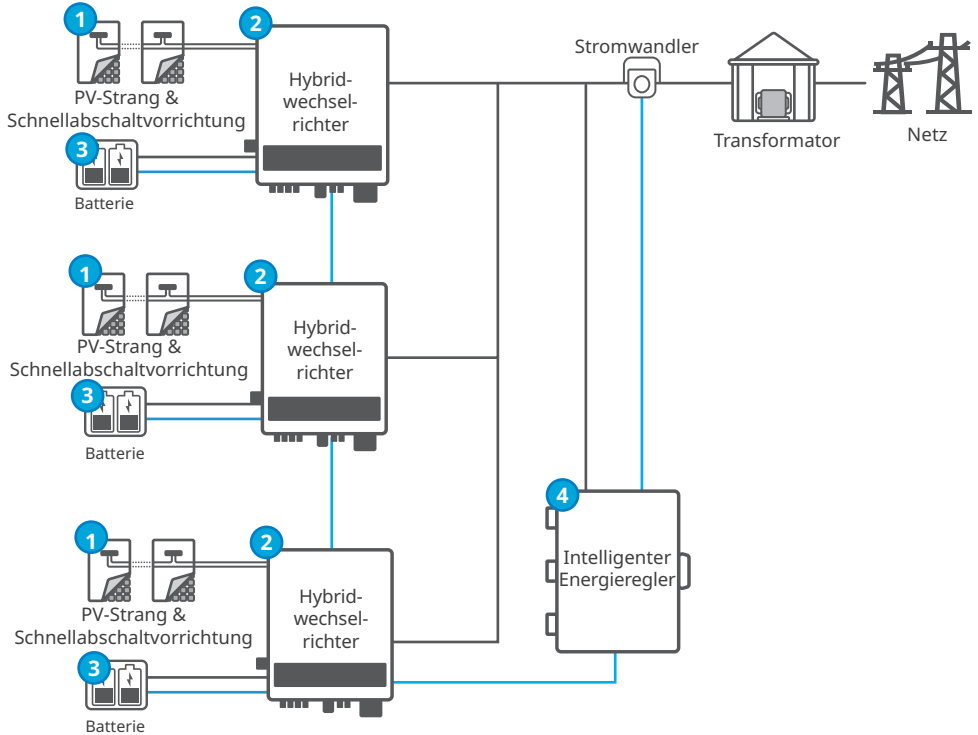 1
2
PV-Strang &
Schnellabschaltvorrichtung
3
Batterie
Hybrid-
wechsel-
richter
Stromwandler
Transformator
Netz
1
2
PV-Strang &
Schnellabschaltvorrichtung
3
Batterie
Hybrid-
wechsel-
richter
1
2
PV-Strang &
Schnellabschaltvorrichtung
3
Batterie
Hybrid-
wechsel-
richter
4
Intelligenter
Energieregler